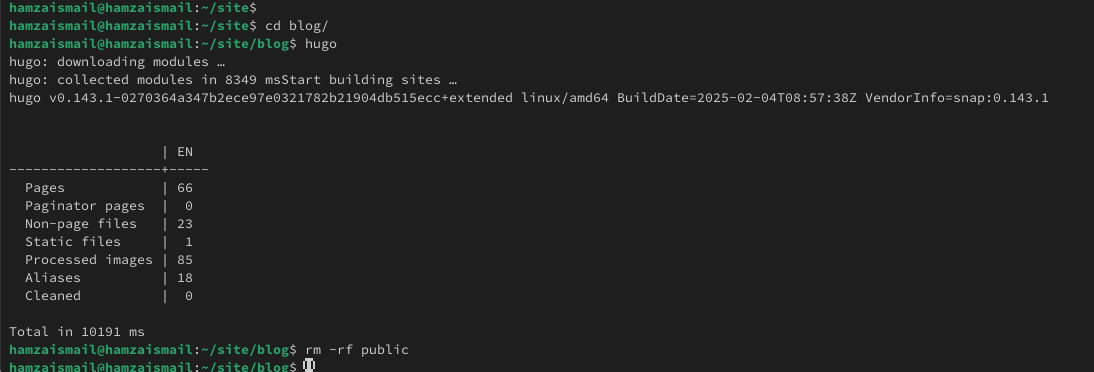 hamzaismail@hamzaismail:~/site$
hamzaismail@hamzaismail:~/site$ cd blog/
hamzaismail@hamzaismail:~/site/blog$ hugo
hugo: downloading modules …
hugo: collected modules in 8349 msStart building sites …
hugo v0.143.1-0270364a347b2ece97e0321782b21904db515ecc+extended linux/amd64 BuildDate=2025-02-04T08:57:38Z VendorInfo=snap:0.143.1
                   | EN
-------------------+-----
  Pages            | 66
  Paginator pages  |  0
  Non-page files   | 23
  Static files     |  1
  Processed images | 85
  Aliases          | 18
  Cleaned          |  0
Total in 10191 ms
hamzaismail@hamzaismail:~/site/blog$ rm -rf public
hamzaismail@hamzaismail:~/site/blog$